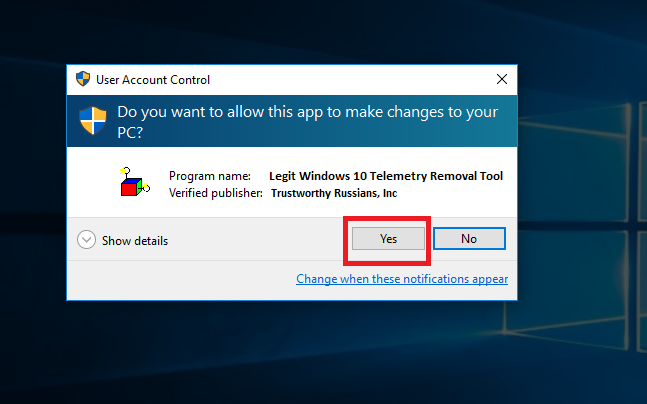 User Account Control
Do you want to allow this app to make changes to your
PC?
Program name: Legit Windows 10 Telemetry Removal Tool
Verified publisher: Trustworthy Russians, Inc
Show details
Yes
No
Change when these notifications appear